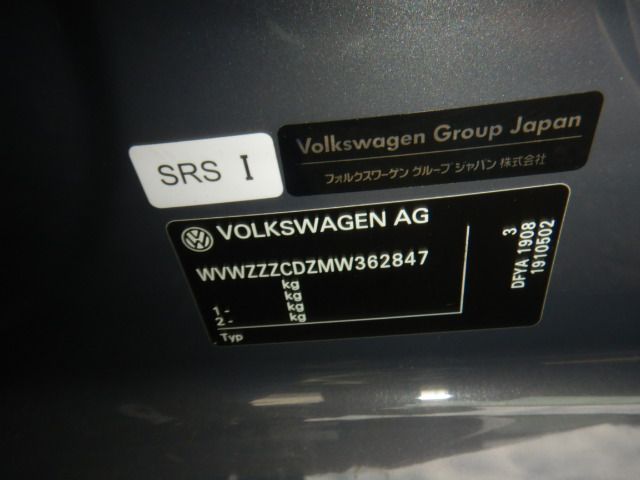 Volkswagen Group Japan
フォルクスワーゲン グループ ジャパン 株式会社
SRS I
VOLKSWAGEN AG
WVWZZZCDZMW362847
kg
kg
1- kg
2- kg
Typ
3
DFYA 1908
1910502